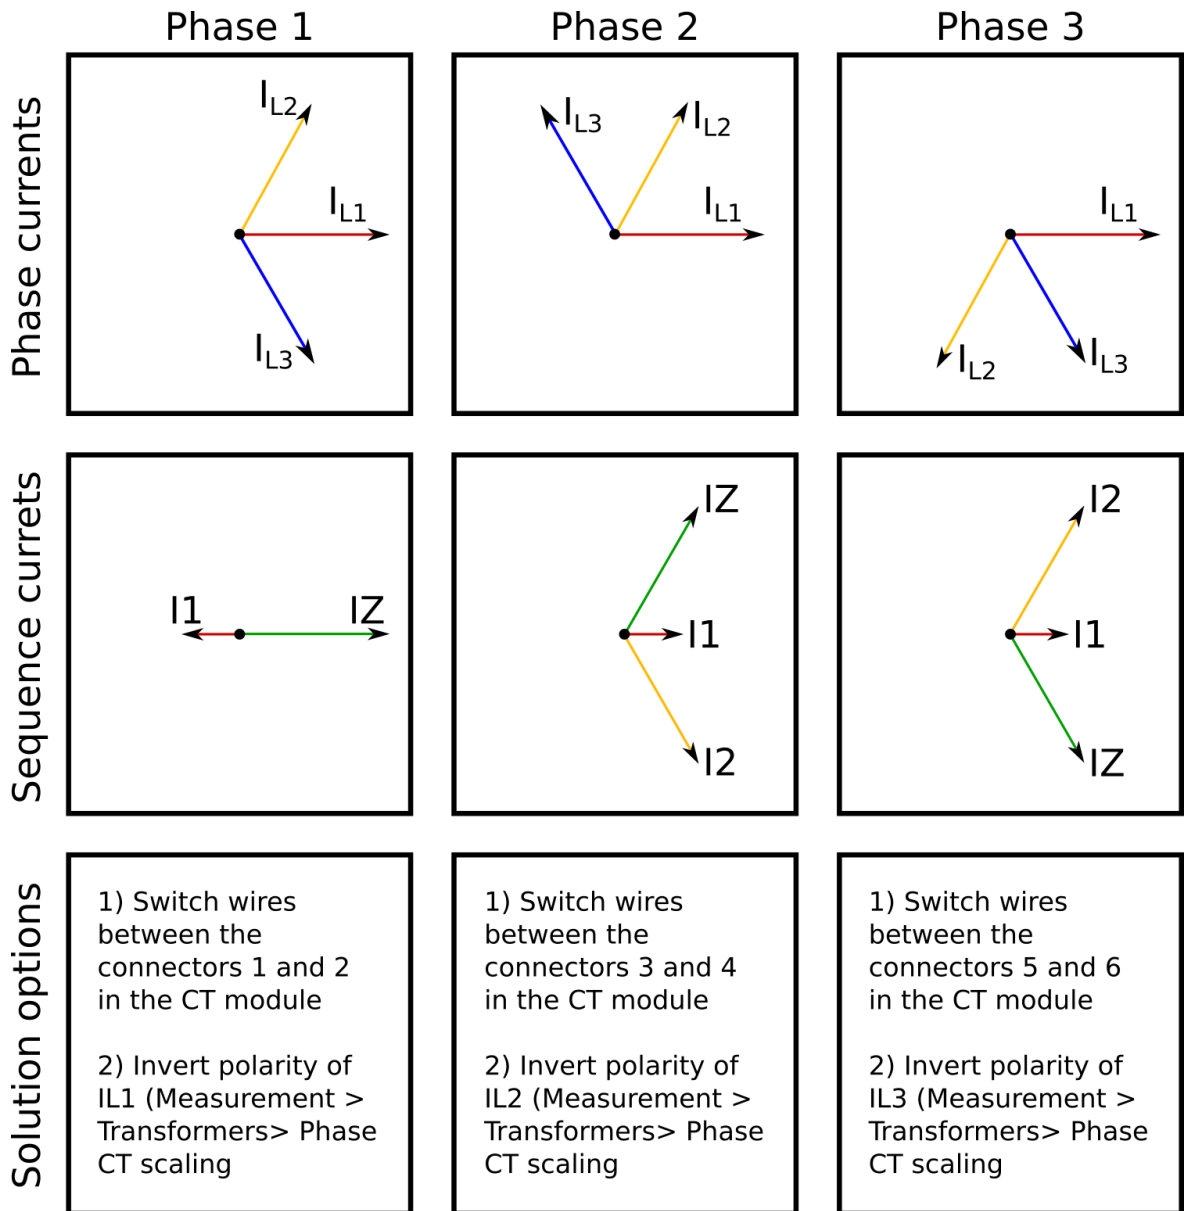 Phase 1
Phase 2
Phase 3
Phase currents
IL2
IL1
IL3
IL3
IL2
IL1
IL1
IL2
IL3
Sequence currets
I1
IZ
IZ
I1
I2
I2
I1
IZ
Solution options
1) Switch wires
between the
connectors 1 and 2
in the CT module
2) Invert polarity of
IL1 (Measurement >
Transformers> Phase
CT scaling
1) Switch wires
between the
connectors 3 and 4
in the CT module
2) Invert polarity of
IL2 (Measurement >
Transformers> Phase
CT scaling
1) Switch wires
between the
connectors 5 and 6
in the CT module
2) Invert polarity of
IL3 (Measurement >
Transformers> Phase
CT scaling